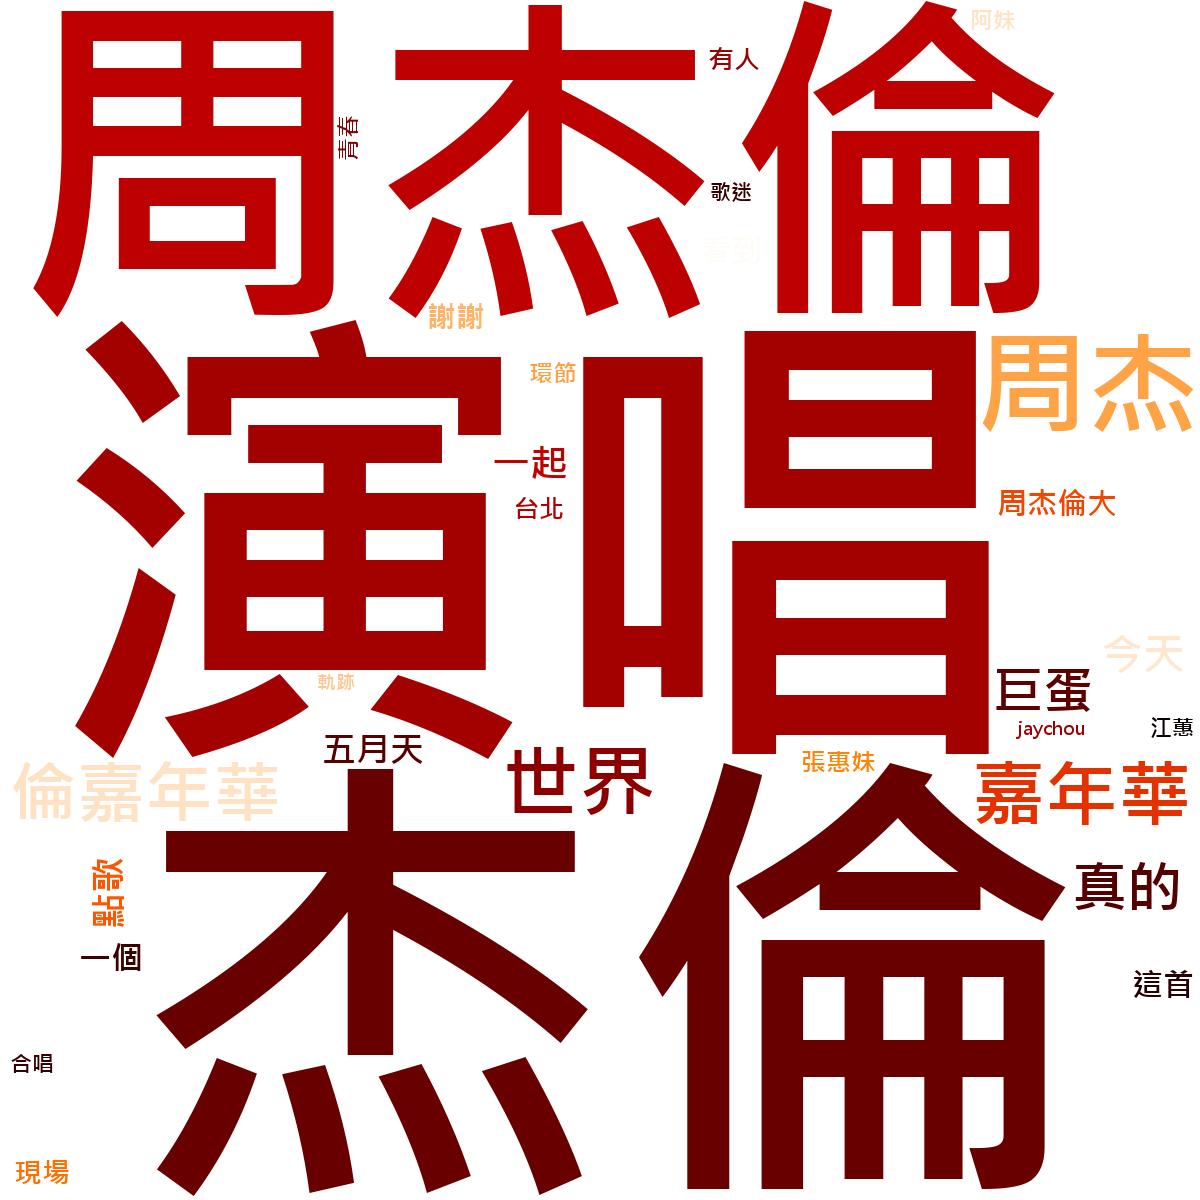 周杰倫
阿妹
有人
青春
歌迷
看到
謝謝
演唱
周杰
環節
一起
台北
周杰倫大
今天
巨蛋
軌跡
jaychou
江蕙
五月天
世界
張惠妹
倫嘉年華
嘉年華
杰倫
點歌
真的
一個
這首
合唱
現場